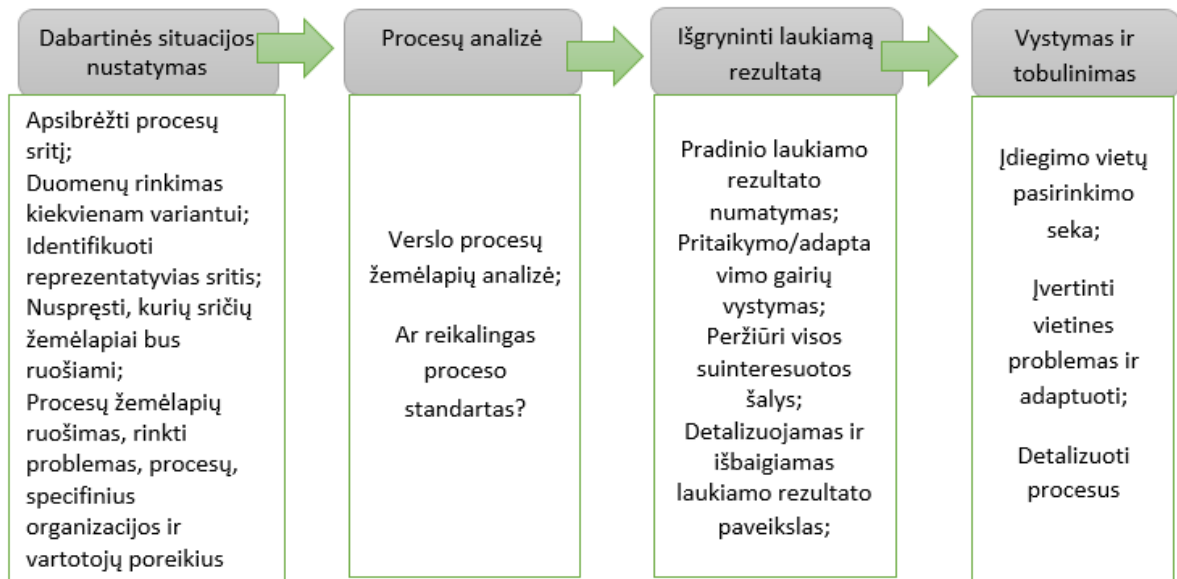 Dabartinės situacijos
nustatymas
Apsibrėžti procesų
sritį;
Duomenų rinkimas
kiekvienam variantui;
Identifikuoti
reprezentatyvias sritis;
Nuspręsti, kurių sričių
žemėlapiai bus
ruošiami;
Procesų žemėlapių
ruošimas, rinkti
problemas, procesų,
specifinius
organizacijos ir
vartotojų poreikius
Procesų analizė
Verslo procesų
žemėlapių analizė;
Ar reikalingas
proceso
standartas?
Išgryninti laukiamą
rezultatą
Pradinio laukiamo
rezultato
numatymas;
Pritaikymo/adapta
vimo gairių
vystymas;
Peržiūri visos
suinteresuotos
šalys;
Detalizuojamas ir
išbaigiamas
laukiamo rezultato
paveikslas;
Vystymas ir
tobulinimas
Įdiegimo vietų
pasirinkimo
seka;
Įvertinti
vietines
problemas ir
adaptuoti;
Detalizuoti
procesus